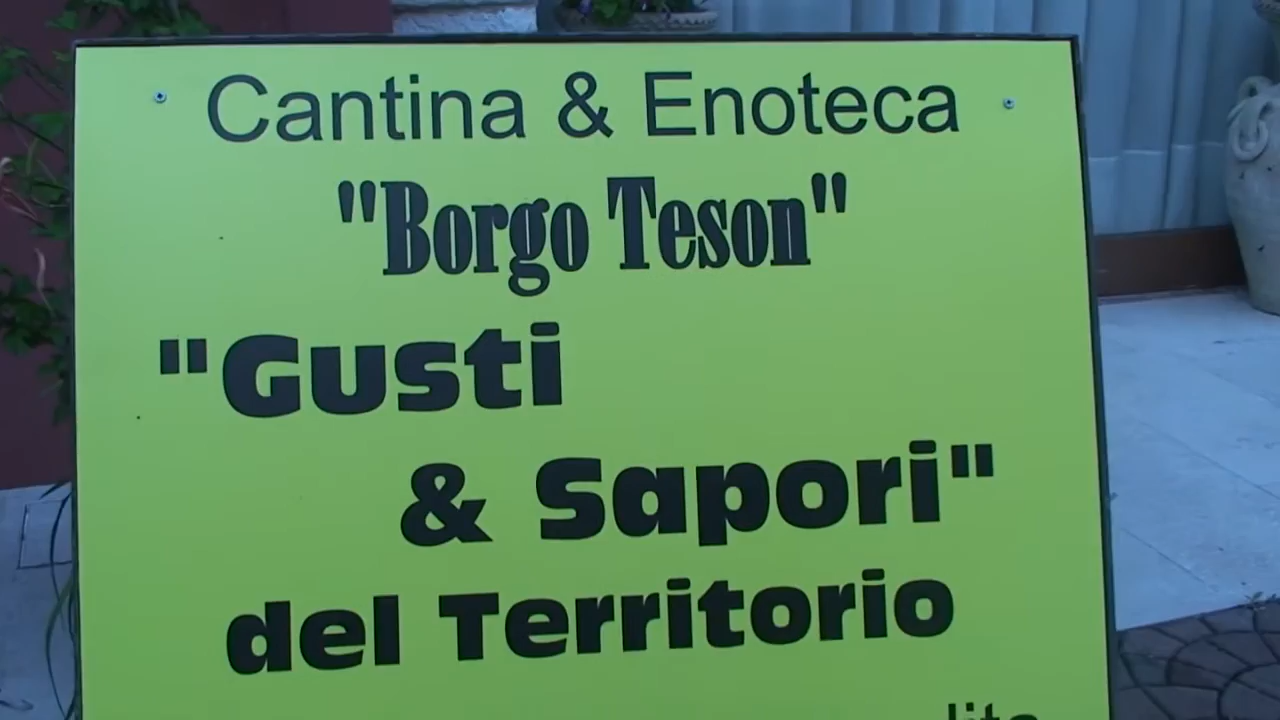 Cantina & Enoteca
"Borgo Teson"
"Gusti
& Sapori"
del Territorio